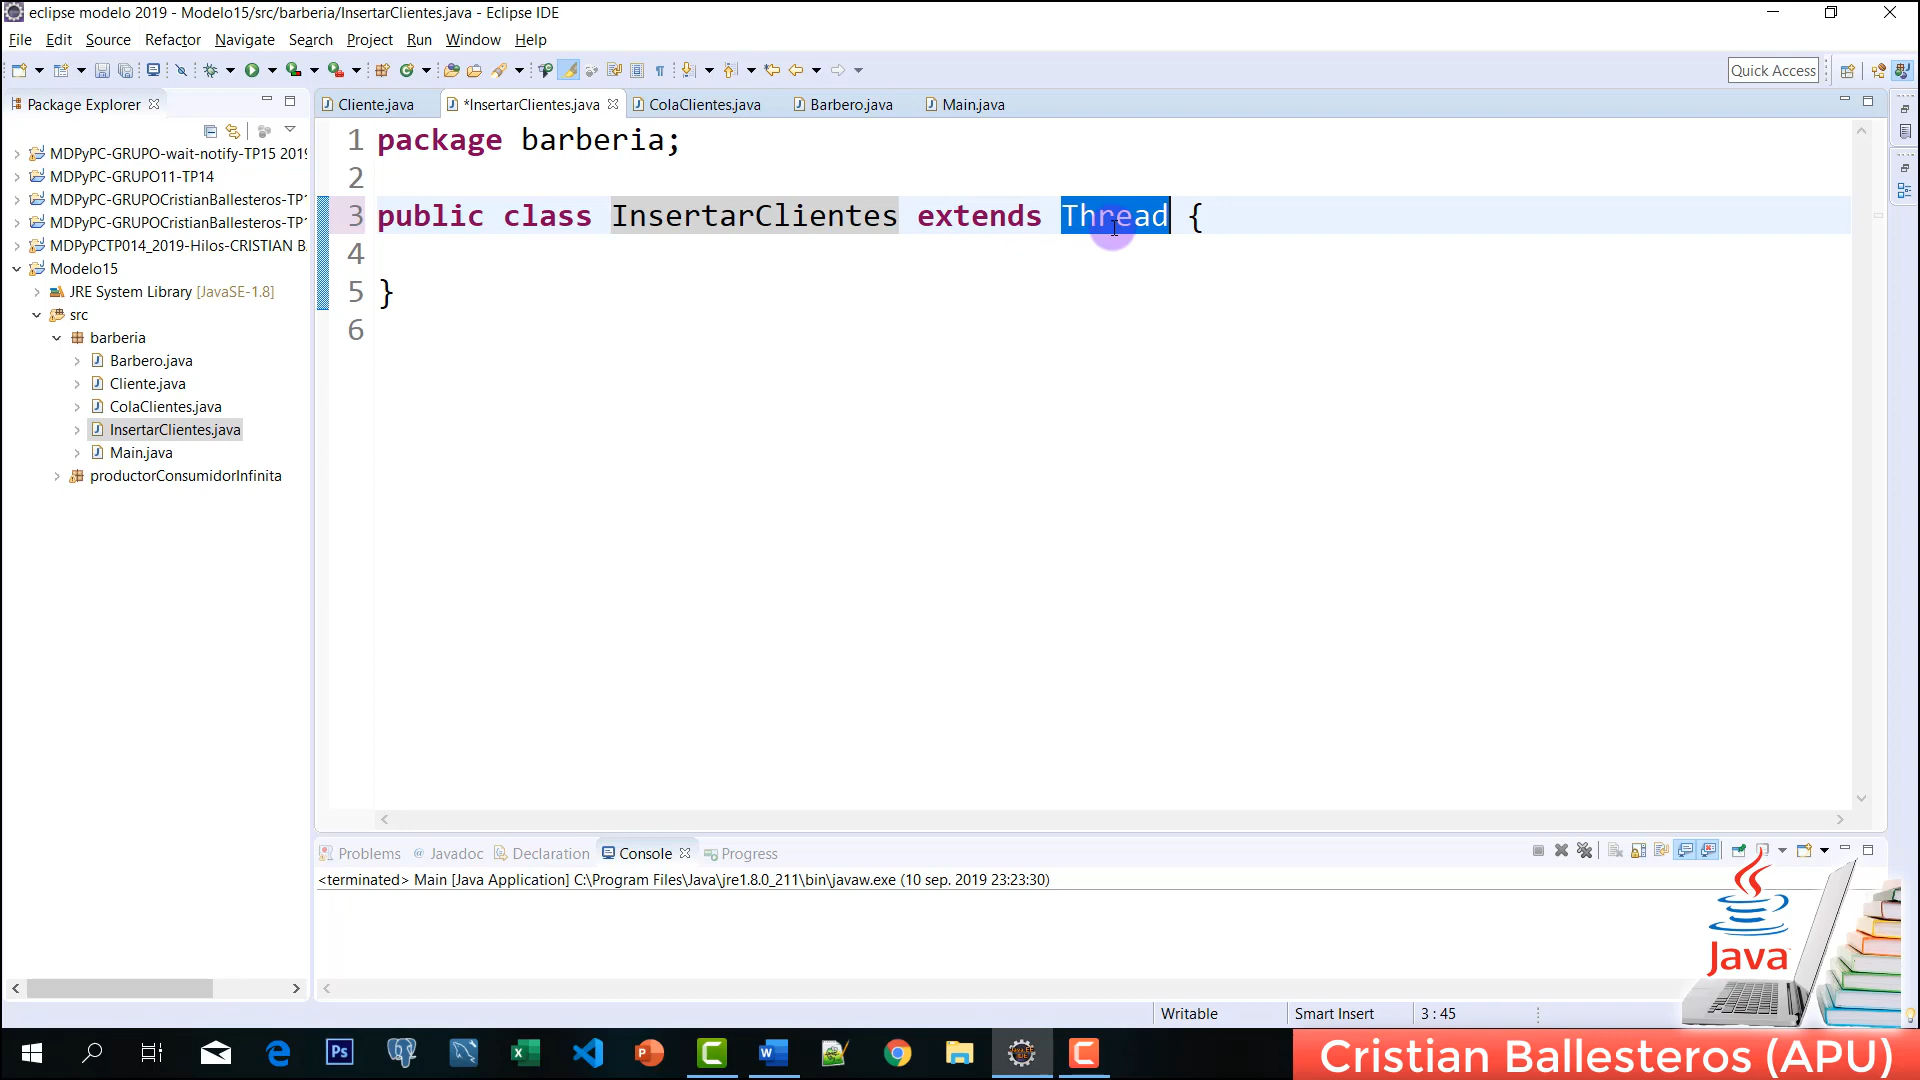 eclipse modelo 2019 - Modelo15/src/barberia/InsertarClientes.java - Eclipse IDE
File Edit Source Refactor Navigate Search Project Run Window Help
Quick Access
Package Explorer
MDPyPC-GRUPO-wait-notify-TP15 2019
MDPyPC-GRUPO11-TP14
MDPyPC-GRUPOCristianBallesteros-TP1
MDPyPC-GRUPOCristianBallesteros-TP1
MDPyPCTP014_2019-Hilos-CRISTIAN B
Modelo15
JRE System Library [JavaSE-1.8]
src
barberia
Barbero.java
Cliente.java
ColaClientes.java
InsertarClientes.java
Main.java
productorConsumidorInfinita
Cliente.java *InsertarClientes.java ColaClientes.java Barbero.java Main.java
1 package barberia;
2
3 public class InsertarClientes extends Thread {
4
5 }
6
Problems @ Javadoc Declaration Console Progress
<terminated> Main [Java Application] C:\Program Files\Java\jre1.8.0_211\bin\javaw.exe (10 sep. 2019 23:23:30)
Java
Writable Smart Insert 3 : 45
Cristian Ballesteros (APU)